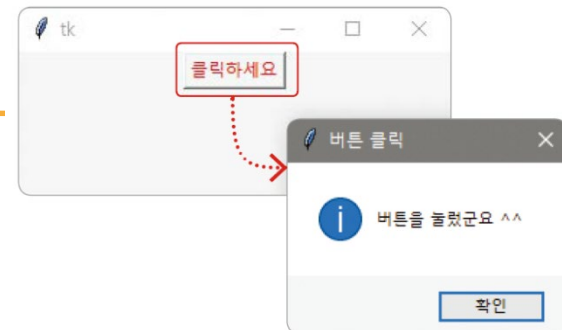 tk
클릭하세요
버튼 클릭
버튼을 눌렀군요 ^^
확인